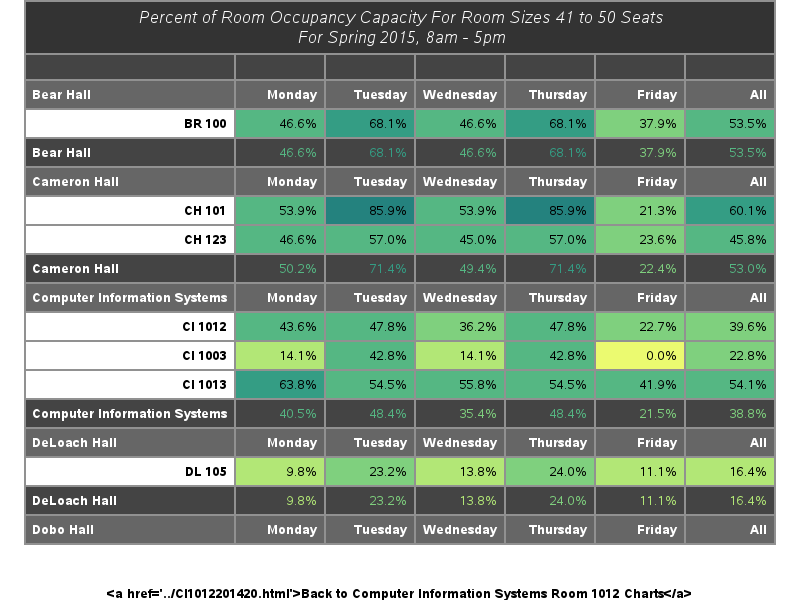 Percent of Room Occupancy Capacity For Room Sizes 41 to 50 Seats
For Spring 2015, 8am - 5pm
Bear Hall Monday Tuesday Wednesday Thursday Friday All
BR 100 46.6% 68.1% 46.6% 68.1% 37.9% 53.5%
Bear Hall 46.6% 68.1% 46.6% 68.1% 37.9% 53.5%
Cameron Hall Monday Tuesday Wednesday Thursday Friday All
CH 101 53.9% 85.9% 53.9% 85.9% 21.3% 60.1%
CH 123 46.6% 57.0% 45.0% 57.0% 23.6% 45.8%
Cameron Hall 50.2% 71.4% 49.4% 71.4% 22.4% 53.0%
Computer Information Systems Monday Tuesday Wednesday Thursday Friday All
CI 1012 43.6% 47.8% 36.2% 47.8% 22.7% 39.6%
CI 1003 14.1% 42.8% 14.1% 42.8% 0.0% 22.8%
CI 1013 63.8% 54.5% 55.8% 54.5% 41.9% 54.1%
Computer Information Systems 40.5% 48.4% 35.4% 48.4% 21.5% 38.8%
DeLoach Hall Monday Tuesday Wednesday Thursday Friday All
DL 105 9.8% 23.2% 13.8% 24.0% 11.1% 16.4%
DeLoach Hall 9.8% 23.2% 13.8% 24.0% 11.1% 16.4%
Dobo Hall Monday Tuesday Wednesday Thursday Friday All
<a href='../CI1012201420.html'>Back to Computer Information Systems Room 1012 Charts</a>